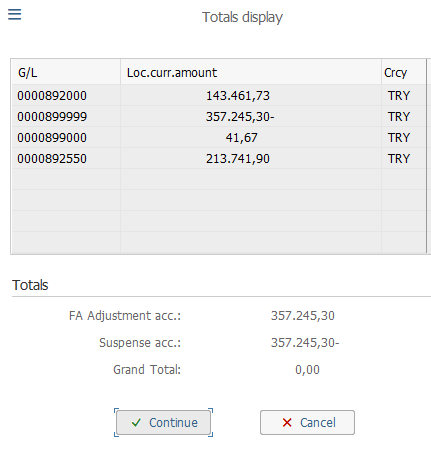 Totals display
G/L Loc.curr.amount Crcy
0000892000 143.461,73 TRY
0000899999 357.245,30- TRY
0000899000 41,67 TRY
0000892550 213.741,90 TRY
Totals
FA Adjustment acc.: 357.245,30
Suspense acc.: 357.245,30-
Grand Total: 0,00
Continue Cancel